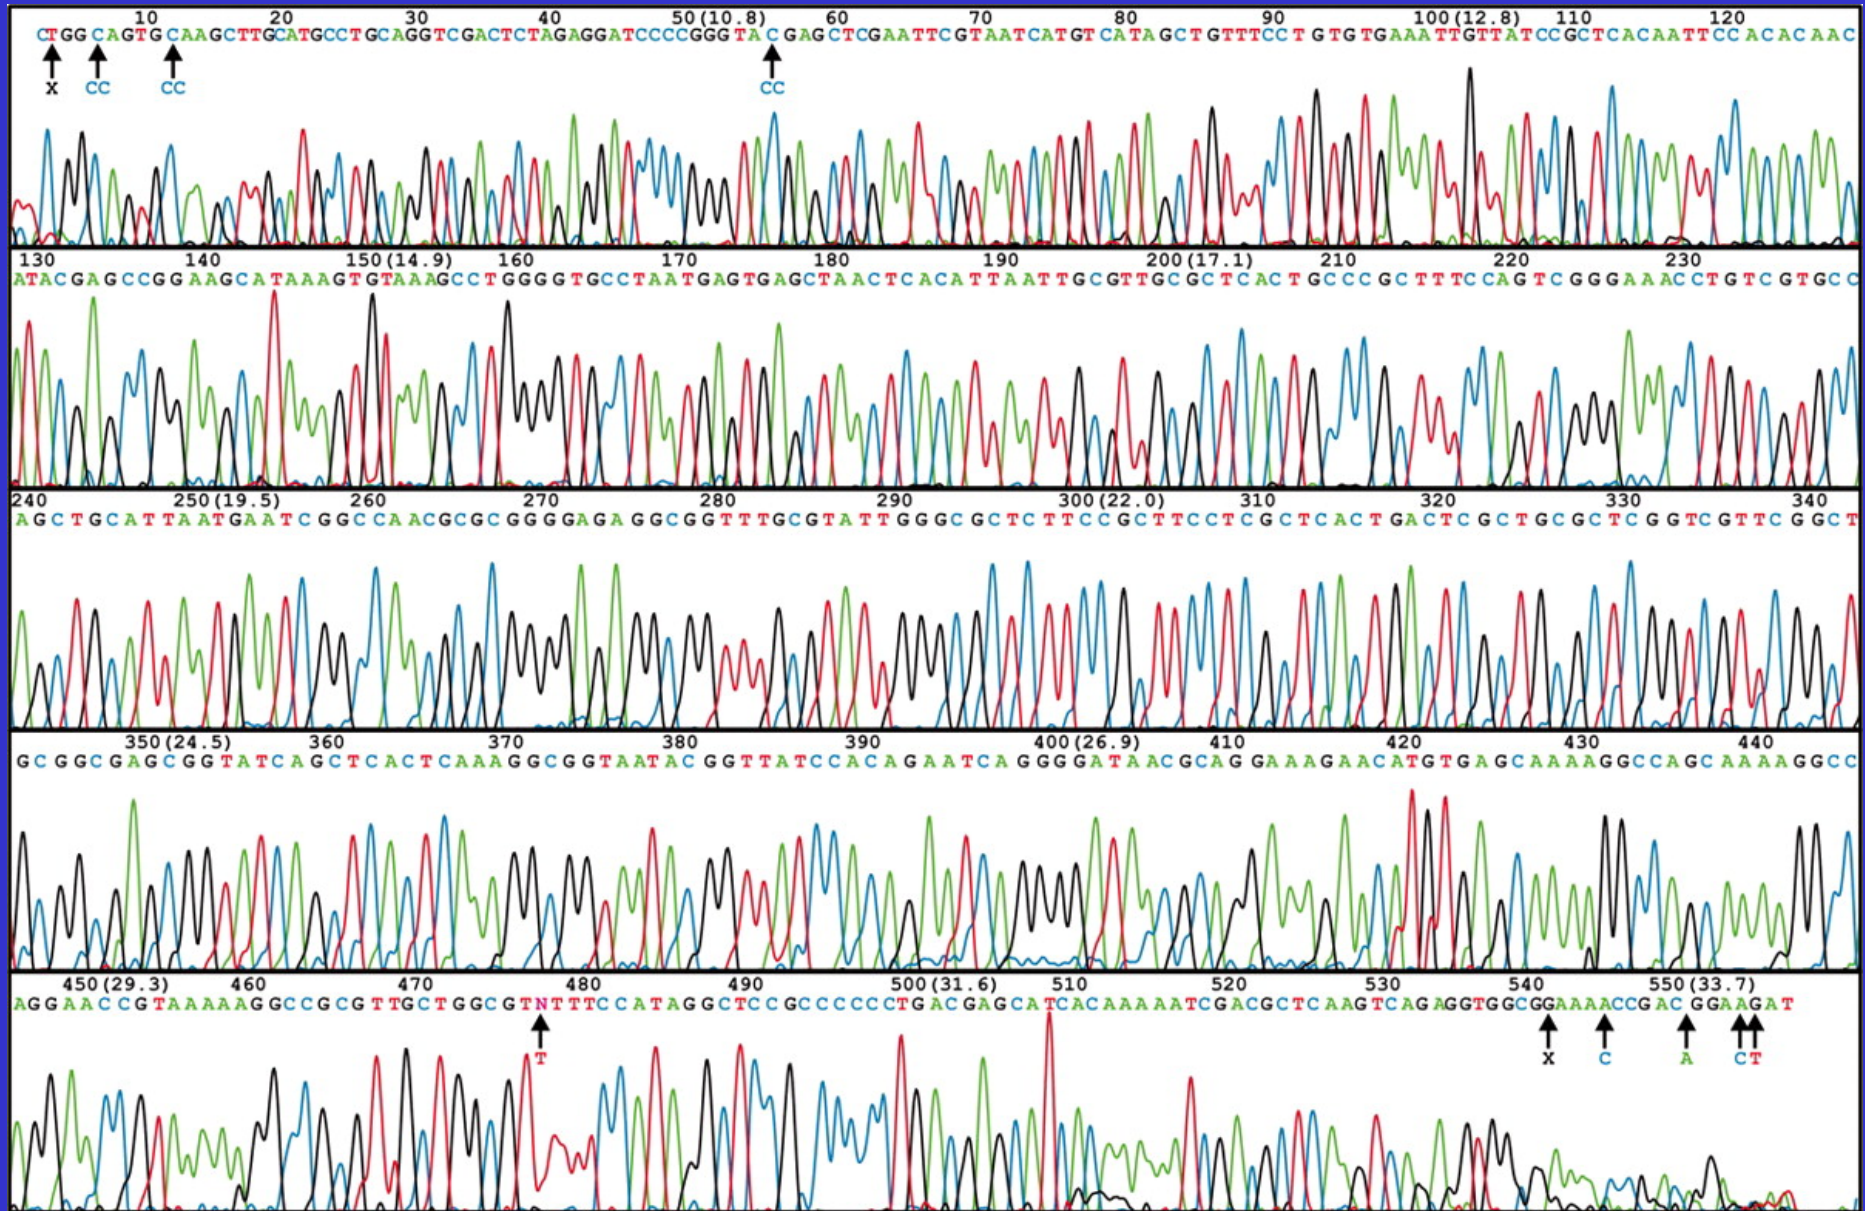 10 20 30 40 50(10.8) 60 70 80 90 100(12.8) 110 120
CTGGCAGTGCAAGCTTGCATGCCTGCAGGTCGACTCTAGAGGATCCCCGGGTACGAGCTCGAATTCGTAATCATGTCATAGCTGTTTCCTGTGTGAAATTGTTATCCGCTCACAATTCCACACAAC
X CC CC CC
130 140 150(14.9) 160 170 180 190 200(17.1) 210 220 230
ATACGAGCCGGAAGCATAAAGTGTAAAGCCTGGGGTGCCTAATGAGTGAGCTAACTCACATTAATTGCGTTGCGCTCACTGCCCGCTTTCCAGTCGGGAAACCTGTCGTGCC
240 250(19.5) 260 270 280 290 300(22.0) 310 320 330 340
AGCTGCATTAATGAATCGGCCAACGCGCGGGGAGAGGCGGTTTGCGTATTGGGCGCTCTTCCGCTTCCTCGCTCACTGACTCGCTGCGCTCGGTCGTTCGGCT
350(24.5) 360 370 380 390 400(26.9) 410 420 430 440
GCGGCGAGCGGTATCAGCTCACTCAAAGGCGGTAATACGGTTATCCACAGAATCAGGGGATAACGCAGGAAAGAACATGTGAGCAAAAGGCCAGCAAAAGGCC
450(29.3) 460 470 480 490 500(31.6) 510 520 530 540 550(33.7)
AGGAACCGTAAAAAGGCCGCGTTGCTGGCGTNTTTCCATAGGCTCCGCCCCCCTGACGAGCATCACAAAAATCGACGCTCAAGTCAGAGGTGGCGGAAAACCGACGGAAGAT
T X C A CT